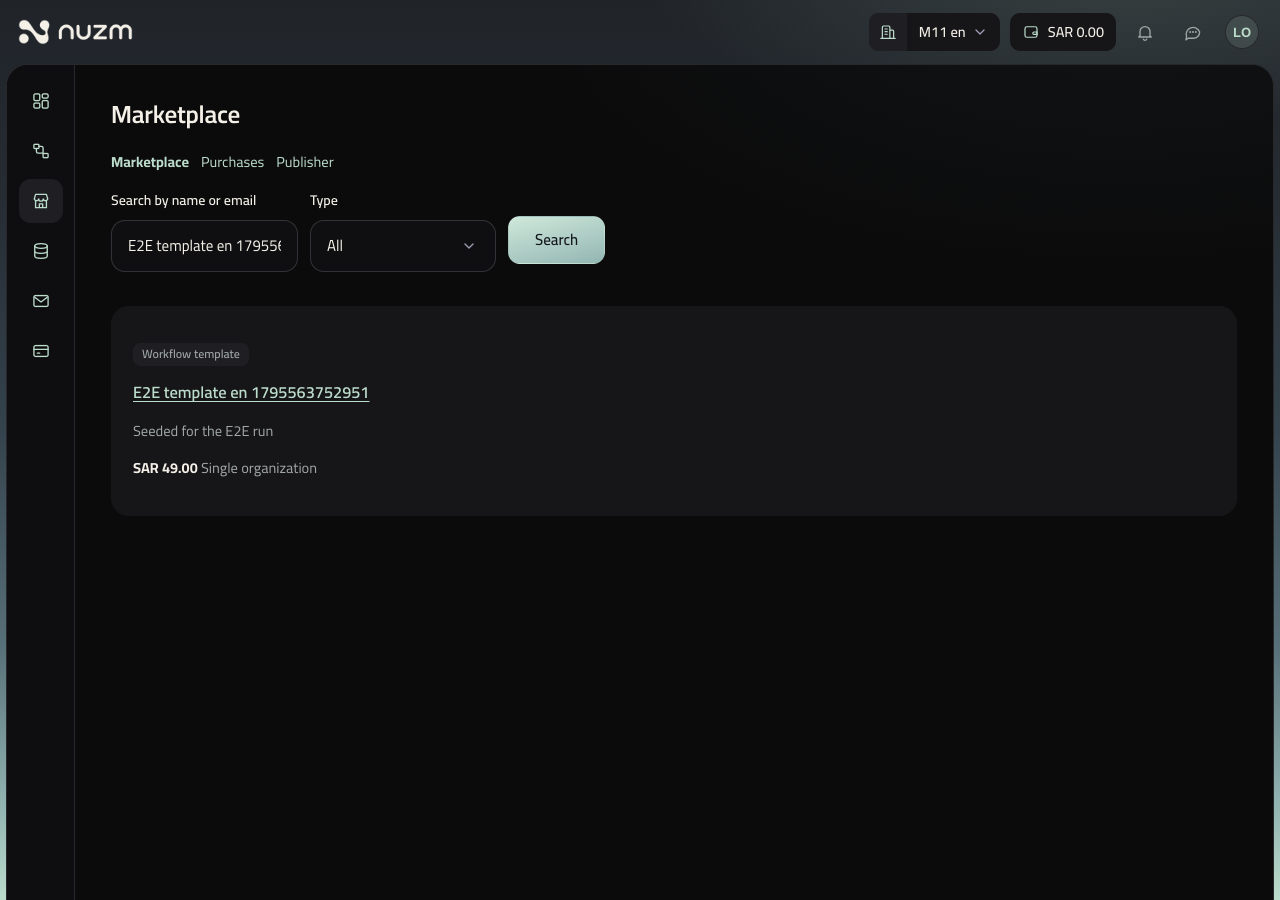 nuzm
M11 en
SAR 0.00
LO
Marketplace
Marketplace Purchases Publisher
Search by name or email
Type
E2E template en 17955
All
Search
Workflow template
E2E template en 1795563752951
Seeded for the E2E run
SAR 49.00 Single organization